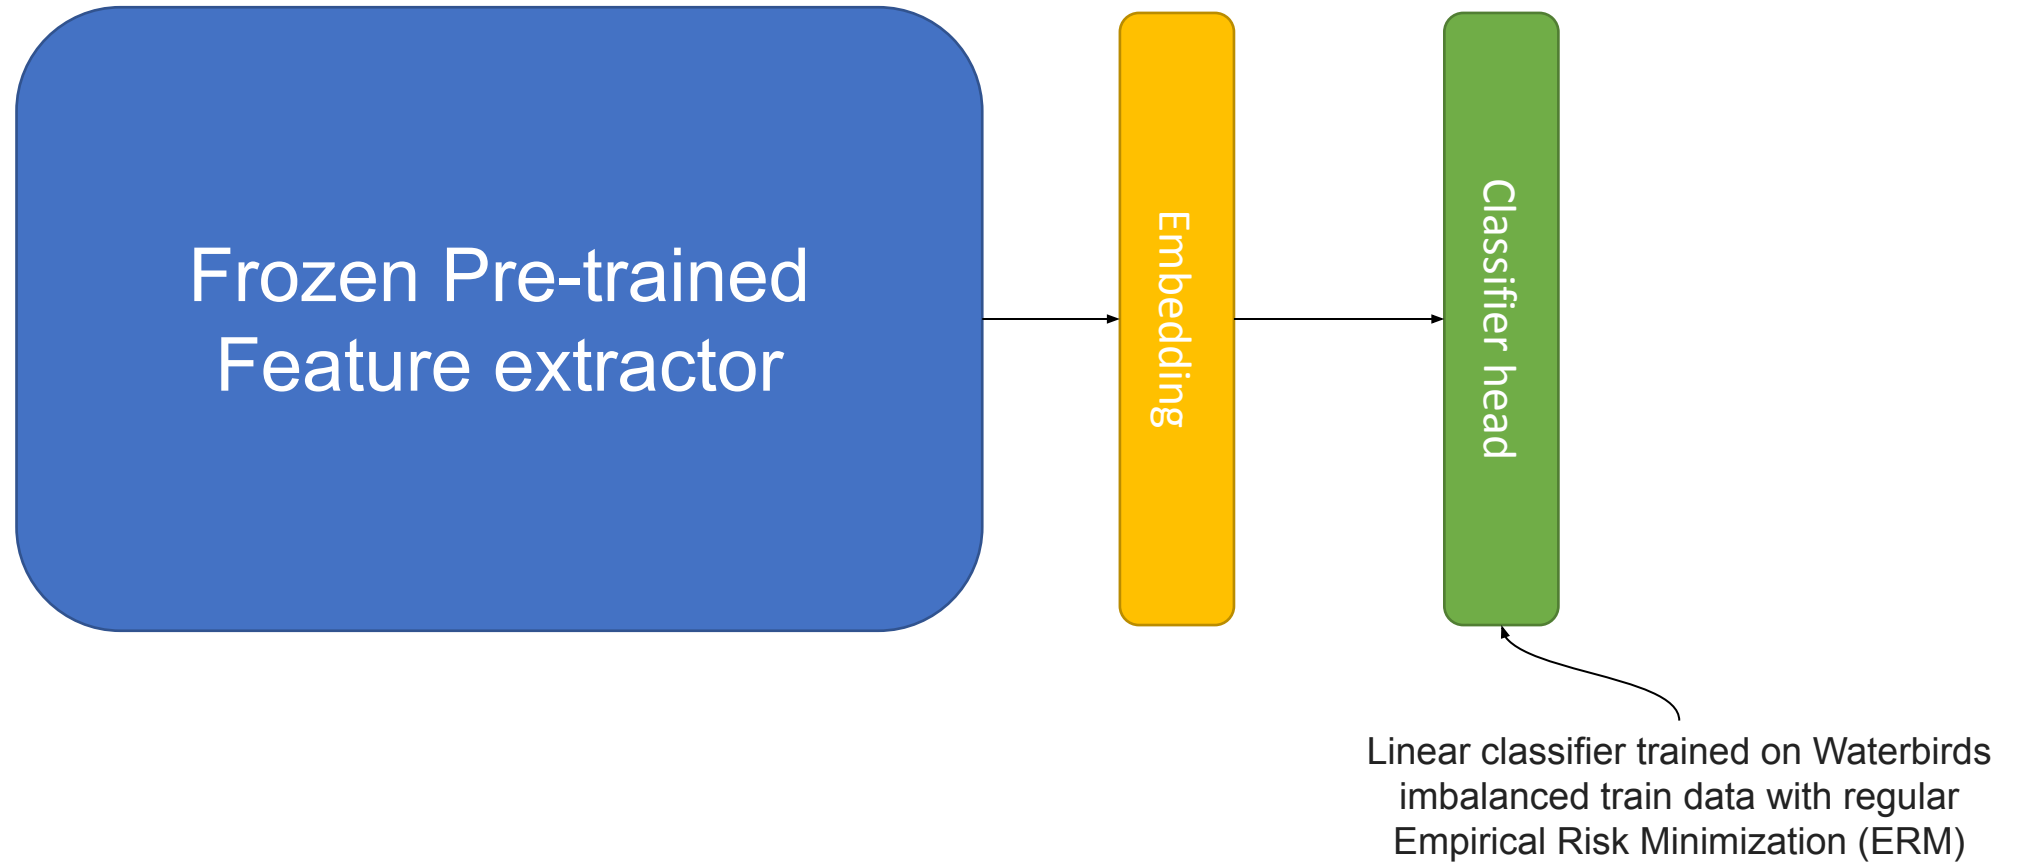 Frozen Pre-trained
Feature extractor
Embedding
Classifier head
Linear classifier trained on Waterbirds
imbalanced train data with regular
Empirical Risk Minimization (ERM)